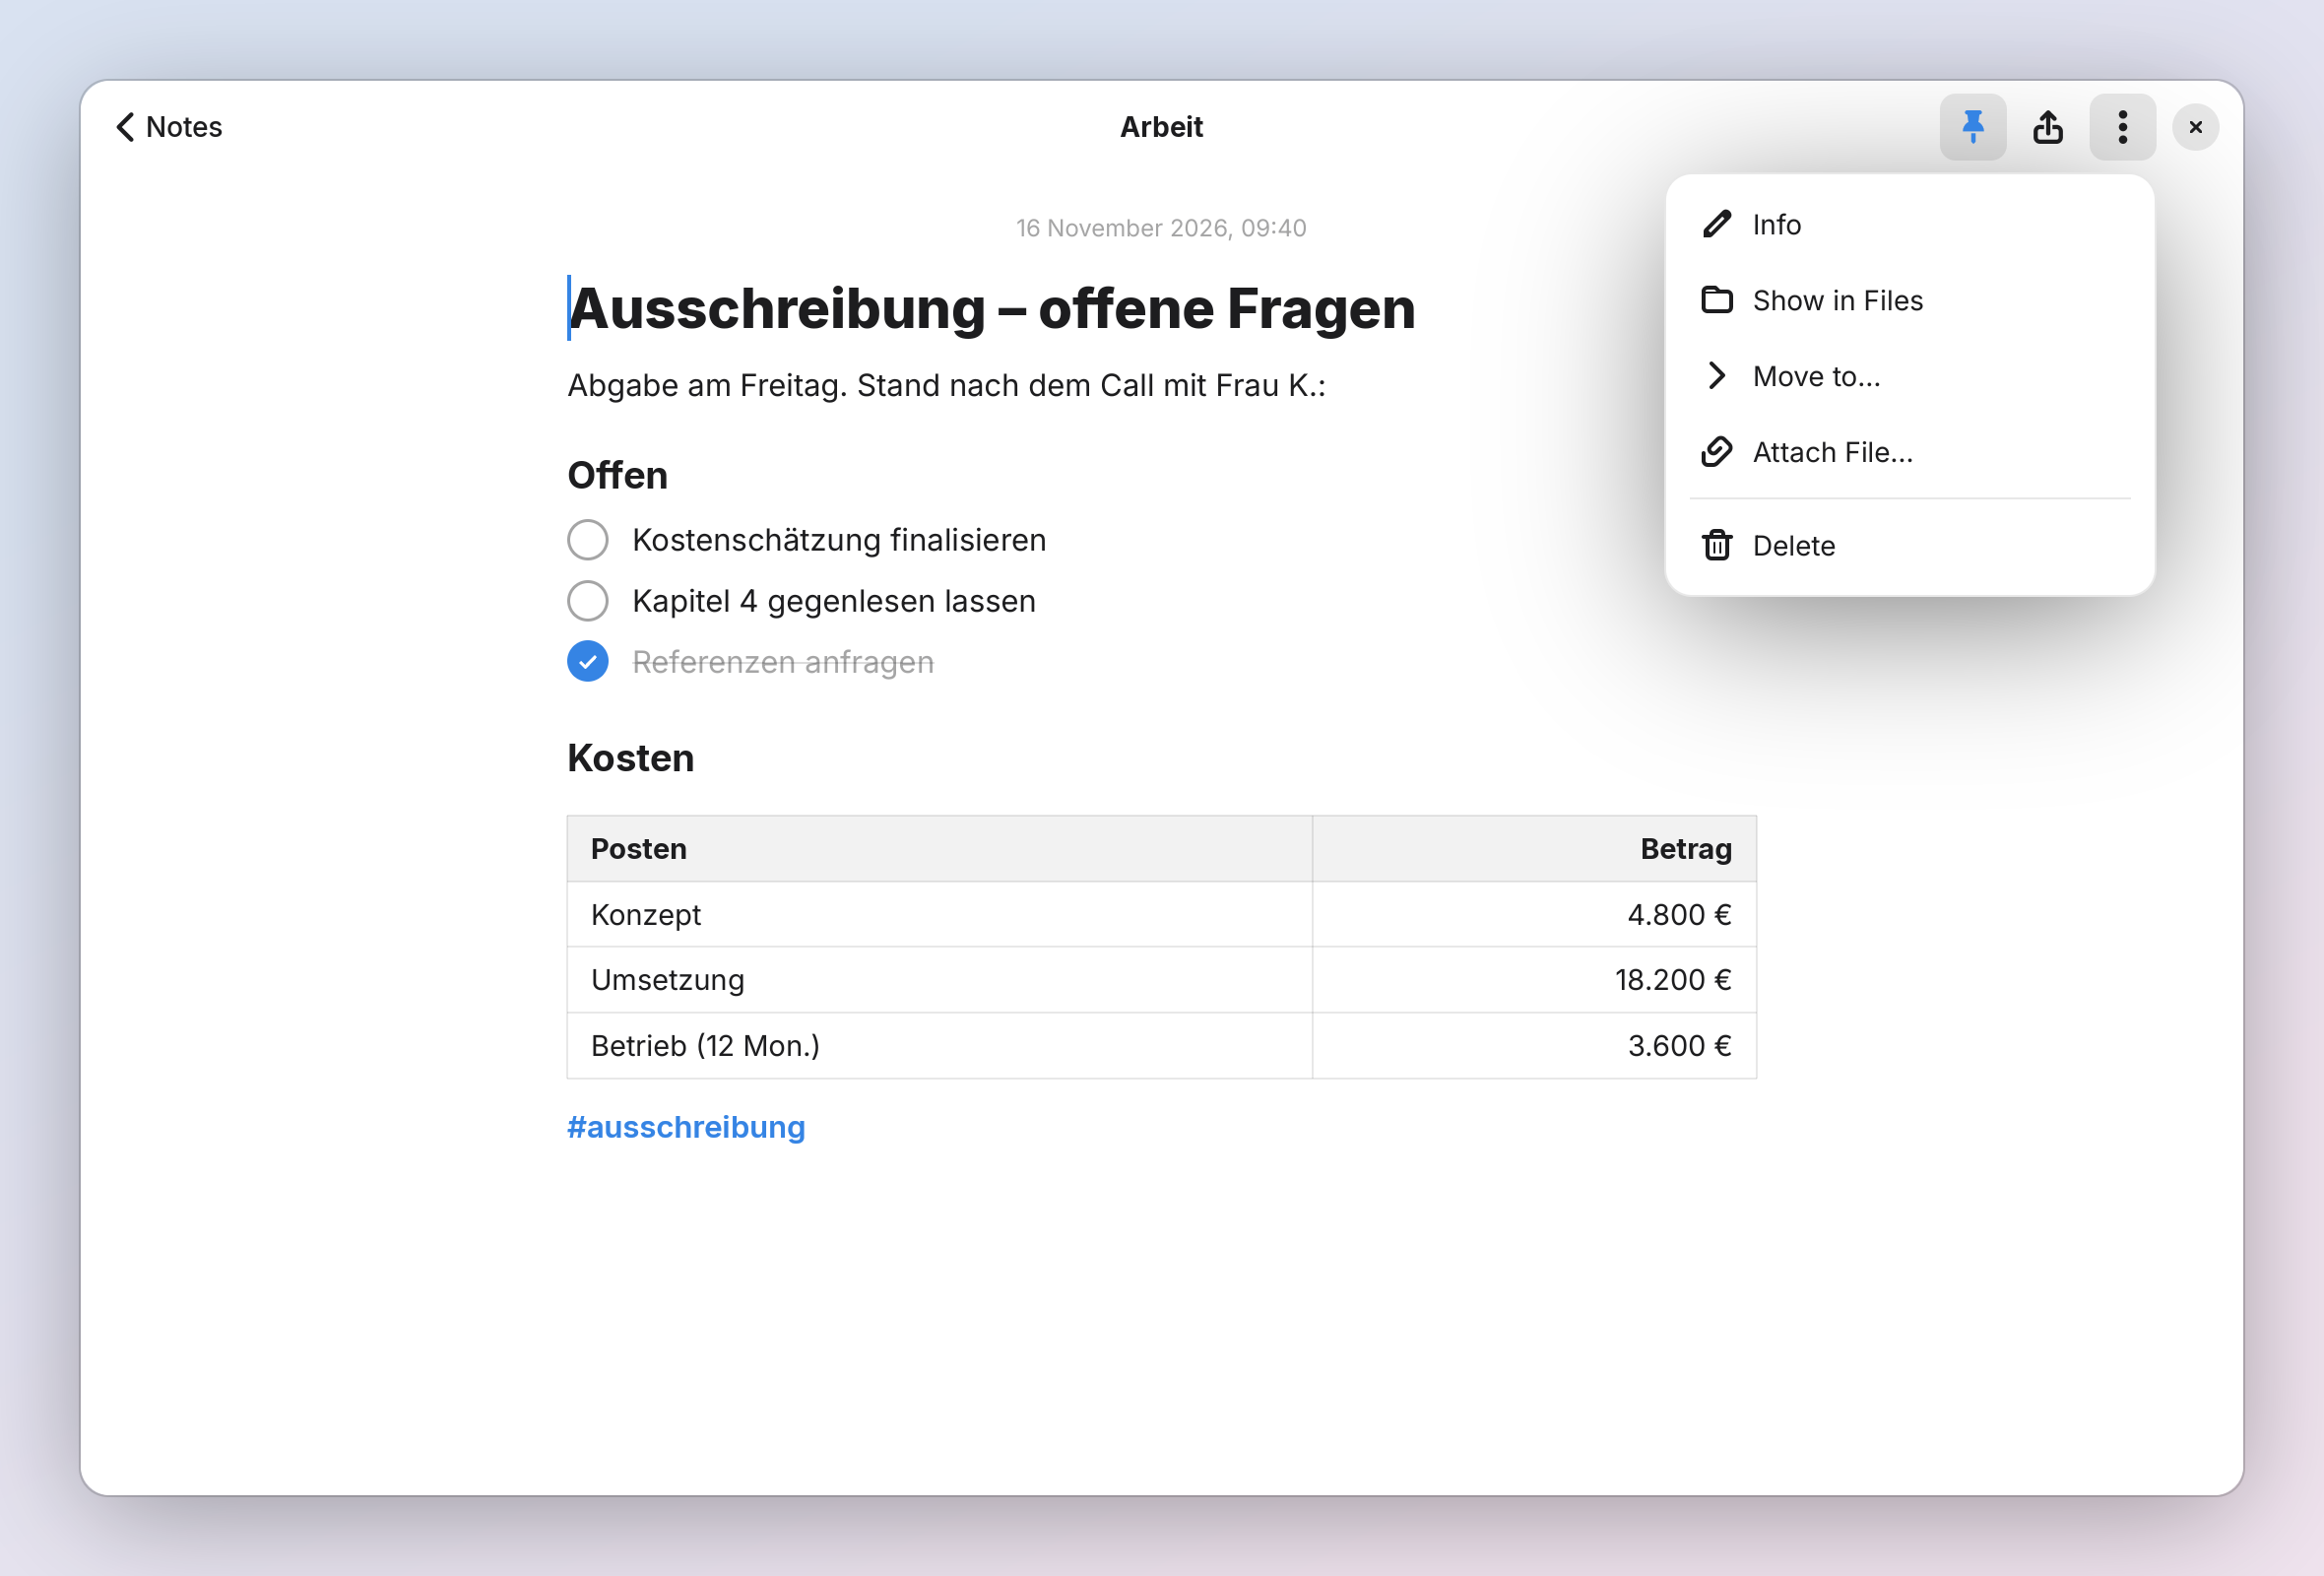 Notes
Arbeit
16 November 2026, 09:40
Ausschreibung – offene Fragen
Abgabe am Freitag. Stand nach dem Call mit Frau K.:
Offen
Kostenschätzung finalisieren
Kapitel 4 gegenlesen lassen
Referenzen anfragen
Kosten
Posten Betrag
Konzept 4.800 €
Umsetzung 18.200 €
Betrieb (12 Mon.) 3.600 €
#ausschreibung
Info
Show in Files
Move to...
Attach File...
Delete